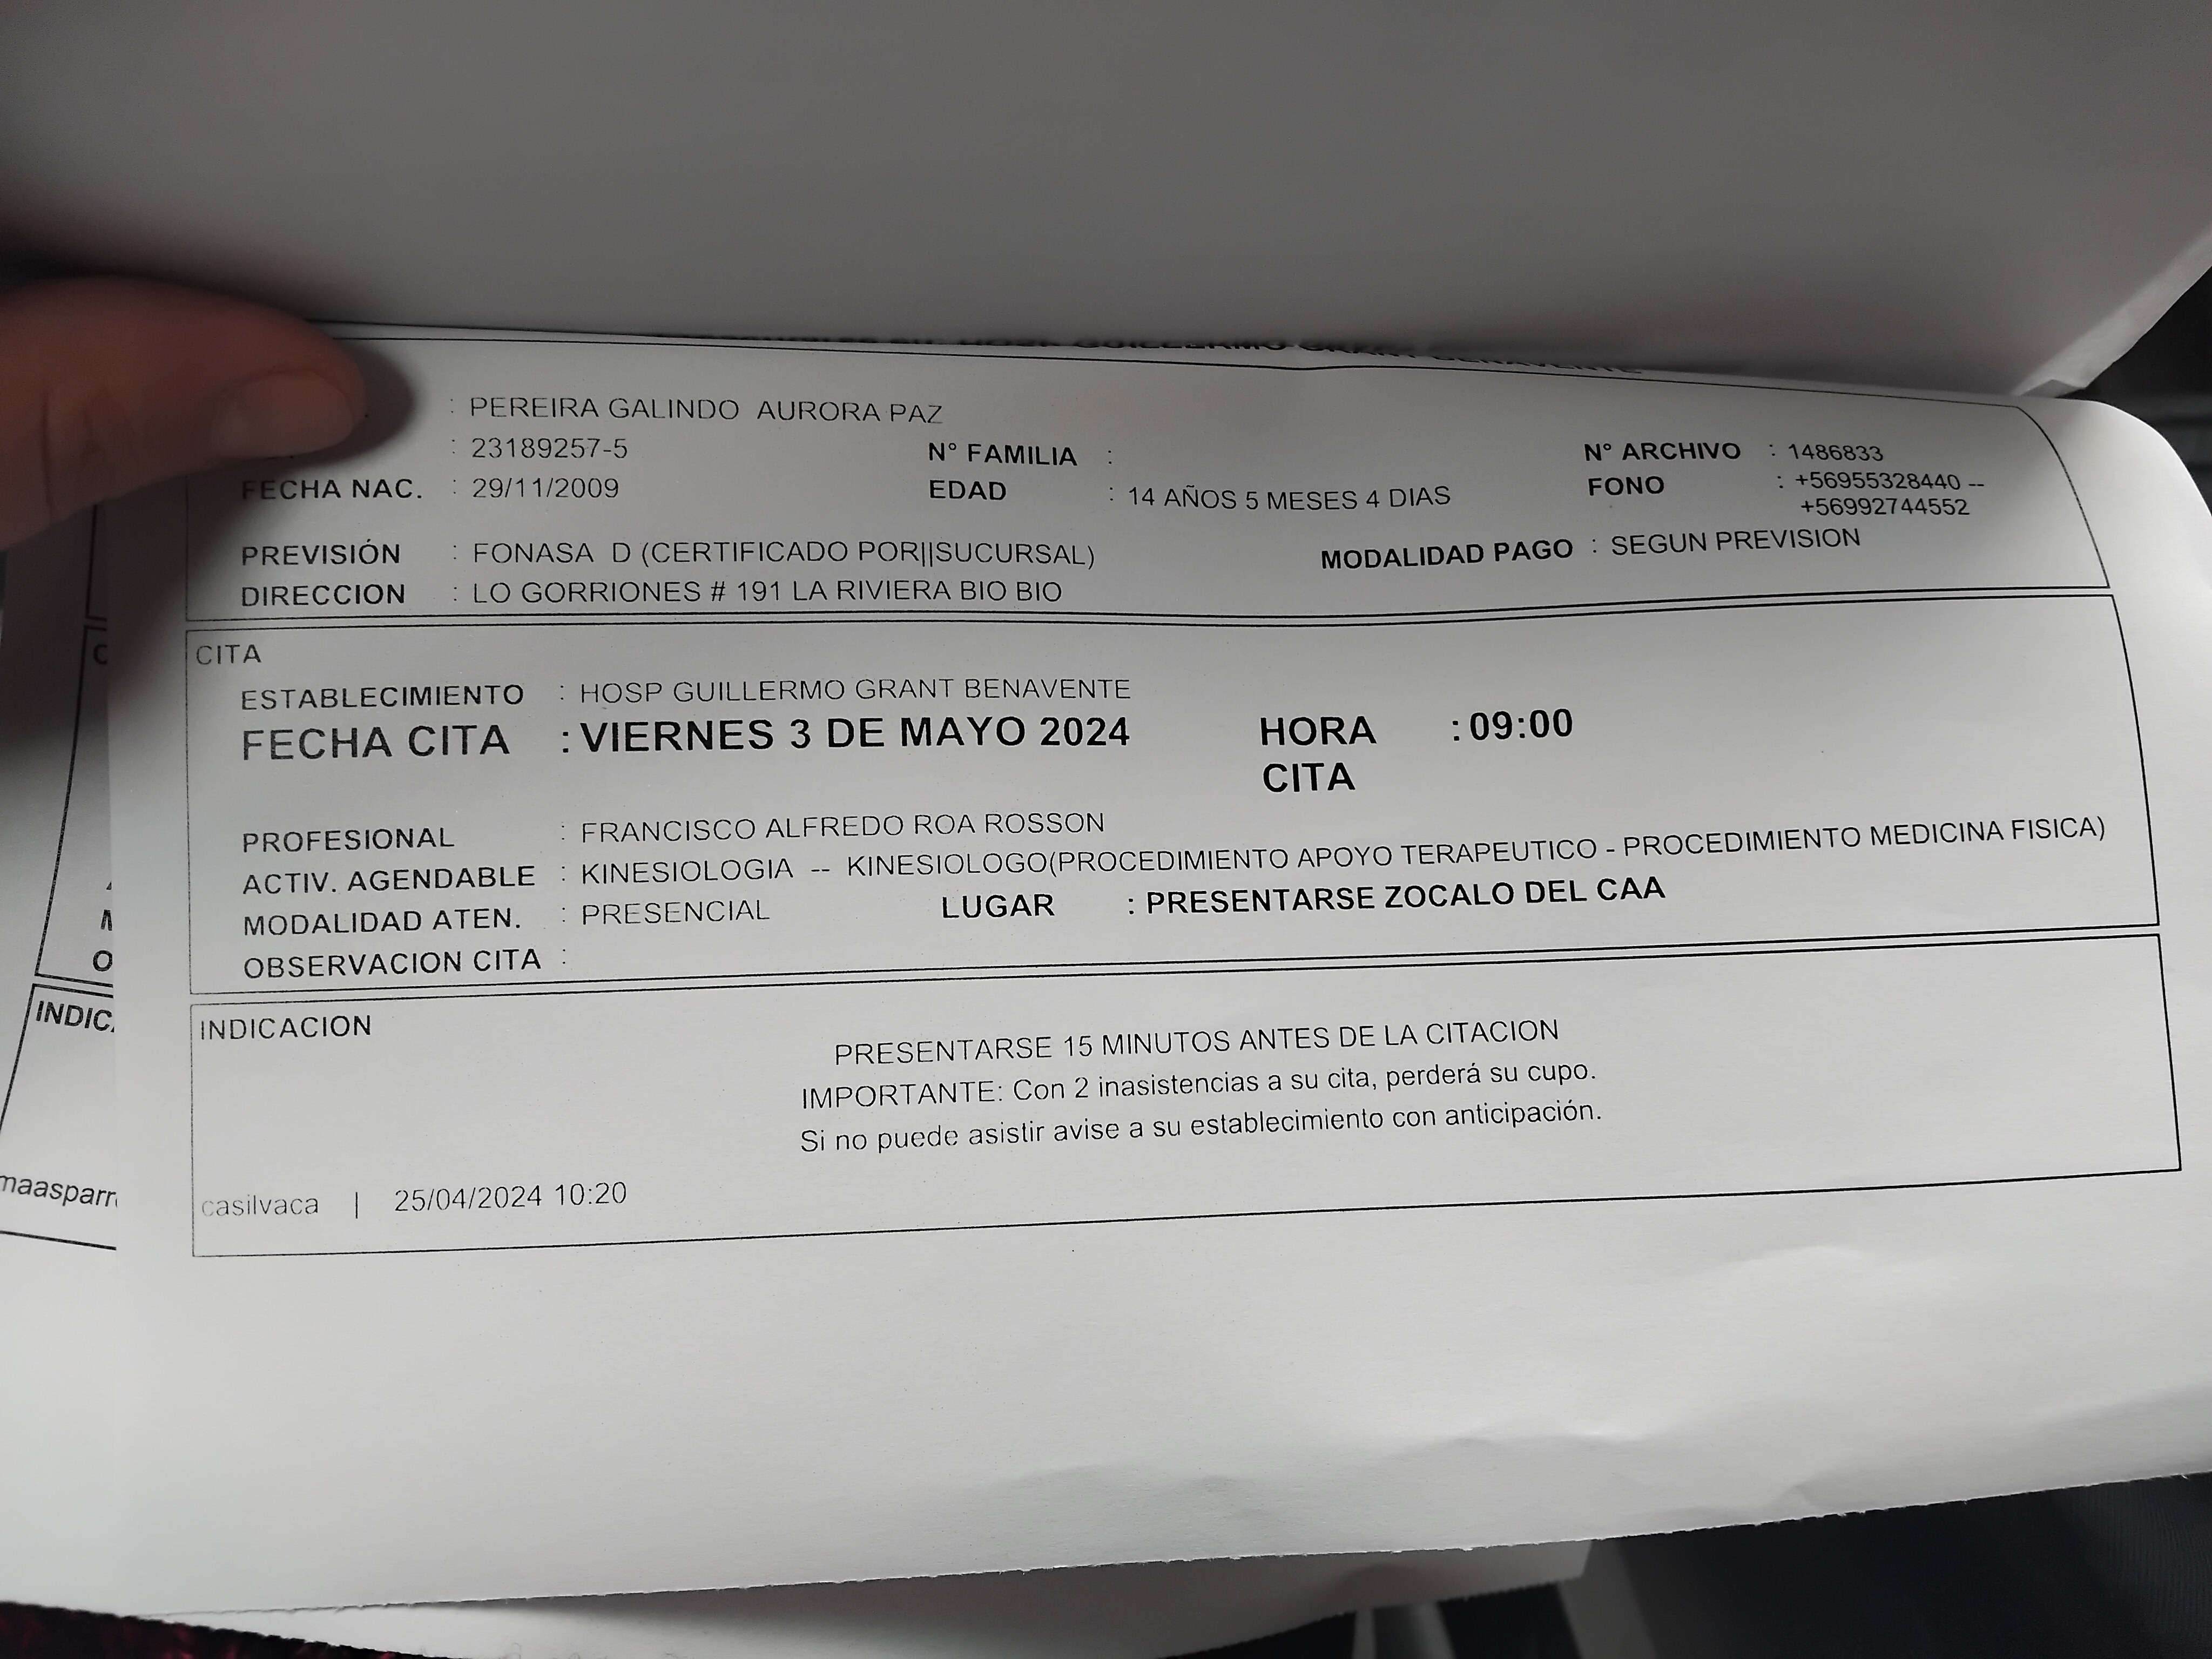 HOSP GUILLERMO GRANT BENAVENTE
: PEREIRA GALINDO AURORA PAZ
: 23189257-5 N° FAMILIA : N° ARCHIVO : 1486833
FECHA NAC. : 29/11/2009 EDAD : 14 AÑOS 5 MESES 4 DIAS FONO : +56955328440 --
+56992744552
PREVISIÓN : FONASA D (CERTIFICADO POR||SUCURSAL) MODALIDAD PAGO : SEGUN PREVISION
DIRECCION : LO GORRIONES # 191 LA RIVIERA BIO BIO
CITA
ESTABLECIMIENTO : HOSP GUILLERMO GRANT BENAVENTE
FECHA CITA : VIERNES 3 DE MAYO 2024 HORA : 09:00
CITA
PROFESIONAL : FRANCISCO ALFREDO ROA ROSSON
ACTIV. AGENDABLE : KINESIOLOGIA -- KINESIOLOGO(PROCEDIMIENTO APOYO TERAPEUTICO - PROCEDIMIENTO MEDICINA FISICA)
MODALIDAD ATEN. : PRESENCIAL LUGAR : PRESENTARSE ZOCALO DEL CAA
OBSERVACION CITA :
INDICACION
PRESENTARSE 15 MINUTOS ANTES DE LA CITACION
IMPORTANTE: Con 2 inasistencias a su cita, perderá su cupo.
Si no puede asistir avise a su establecimiento con anticipación.
casilvaca | 25/04/2024 10:20